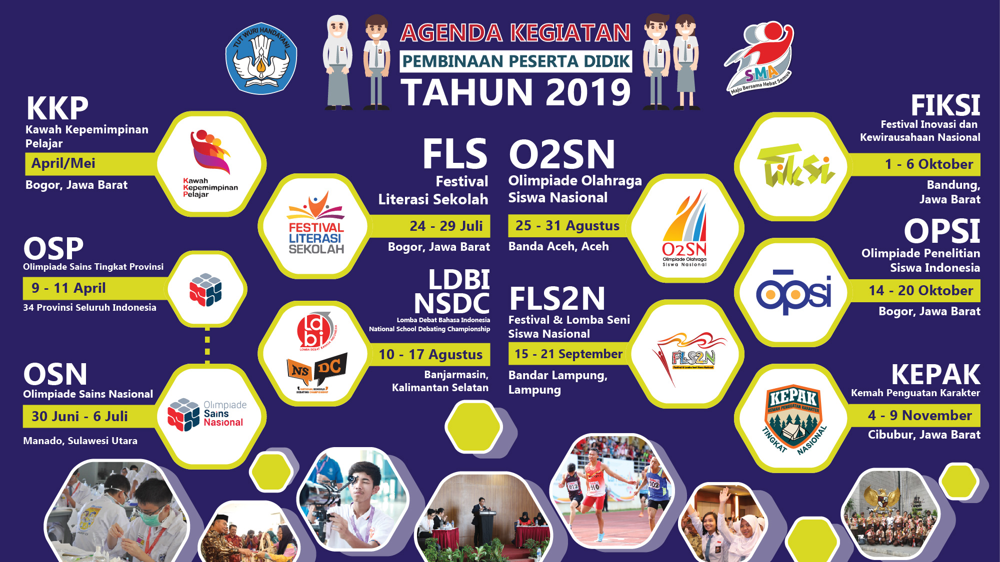 TUT WURI HANDAYANI
AGENDA KEGIATAN
PEMBINAAN PESERTA DIDIK
TAHUN 2019
SMA
Maju Bersama Hebat Semua
KKP
Kawah Kepemimpinan
Pelajar
April/Mei
Bogor, Jawa Barat
Kawah
Kepemimpinan
Pelajar
OSP
Olimpiade Sains Tingkat Provinsi
9 - 11 April
34 Provinsi Seluruh Indonesia
OSN
Olimpiade Sains Nasional
30 Juni - 6 Juli
Manado, Sulawesi Utara
Olimpiade
Sains
Nasional
FLS
Festival
Literasi Sekolah
24 - 29 Juli
Bogor, Jawa Barat
FESTIVAL
LITERASI
SEKOLAH
LDBI
NSDC
Lomba Debat Bahasa Indonesia
National School Debating Championship
10 - 17 Agustus
Banjarmasin,
Kalimantan Selatan
ldbi
LOMBA DEBAT BAHASA INDONESIA
NSDC
NATIONAL SCHOOLS
DEBATING CHAMPIONSHIP
O2SN
Olimpiade Olahraga
Siswa Nasional
25 - 31 Agustus
Banda Aceh, Aceh
O2SN
Olimpiade Olahraga
Siswa Nasional
FLS2N
Festival & Lomba Seni
Siswa Nasional
15 - 21 September
Bandar Lampung,
Lampung
FLS2N
Festival & Lomba Seni Siswa Nasional
FIKSI
Festival Inovasi dan
Kewirausahaan Nasional
1 - 6 Oktober
Bandung,
Jawa Barat
Fiksi
OPSI
Olimpiade Penelitian
Siswa Indonesia
14 - 20 Oktober
Bogor, Jawa Barat
opsi
KEPAK
Kemah Penguatan Karakter
4 - 9 November
Cibubur, Jawa Barat
KEPAK
KEMAH PENGUATAN KARAKTER
TINGKAT NASIONAL
012
910
002